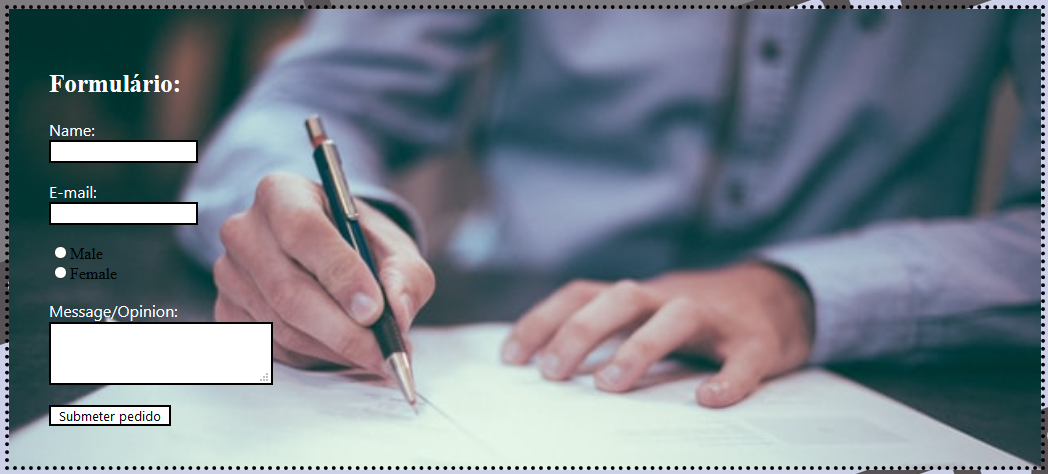 Formulário:
Name:
E-mail:
Male
Female
Message/Opinion:
Submeter pedido